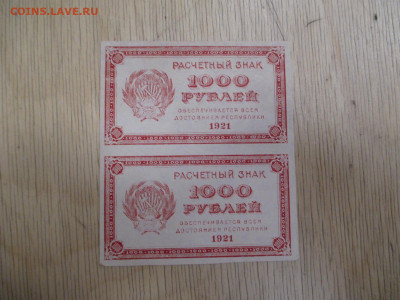 COINS.LAVE.RU
РАСЧЕТНЫЙ ЗНАК
1000
РУБЛЕЙ
ОБЕСПЕЧИВАЕТСЯ ВСЕМ
ДОСТОЯНИЕМ РЕСПУБЛИКИ
1921
РАСЧЕТНЫЙ ЗНАК
1000
РУБЛЕЙ
ОБЕСПЕЧИВАЕТСЯ ВСЕМ
ДОСТОЯНИЕМ РЕСПУБЛИКИ
1921